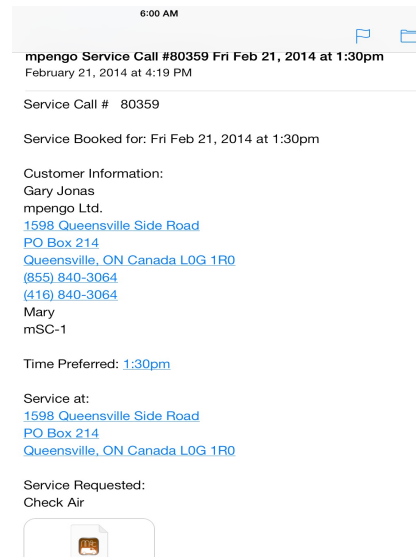 6:00 AM
mpengo Service Call #80359 Fri Feb 21, 2014 at 1:30pm
February 21, 2014 at 4:19 PM
Service Call # 80359
Service Booked for: Fri Feb 21, 2014 at 1:30pm
Customer Information:
Gary Jonas
mpengo Ltd.
1598 Queensville Side Road
PO Box 214
Queensville, ON Canada L0G 1R0
(855) 840-3064
(416) 840-3064
Mary
mSC-1
Time Preferred: 1:30pm
Service at:
1598 Queensville Side Road
PO Box 214
Queensville, ON Canada L0G 1R0
Service Requested:
Check Air